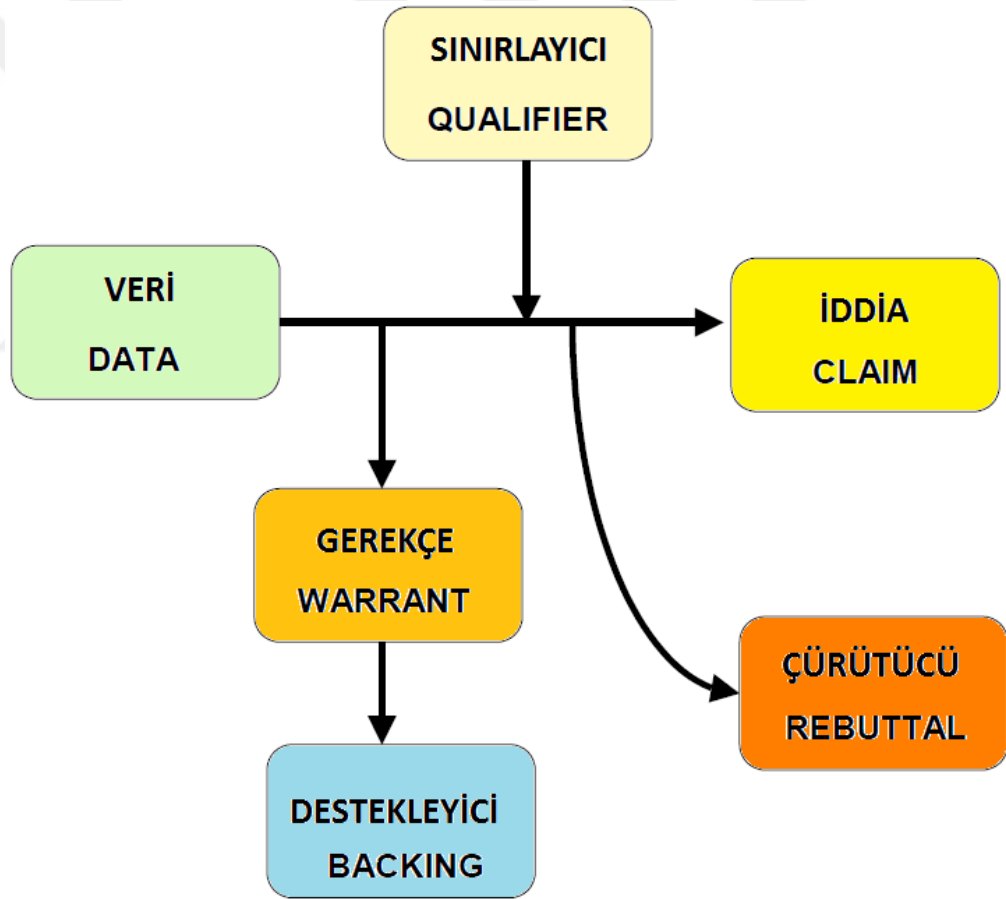 SINIRLAYICI
QUALIFIER
VERİ
DATA
İDDİA
CLAIM
GEREKÇE
WARRANT
ÇÜRÜTÜCÜ
REBUTTAL
DESTEKLEYİCİ
BACKING